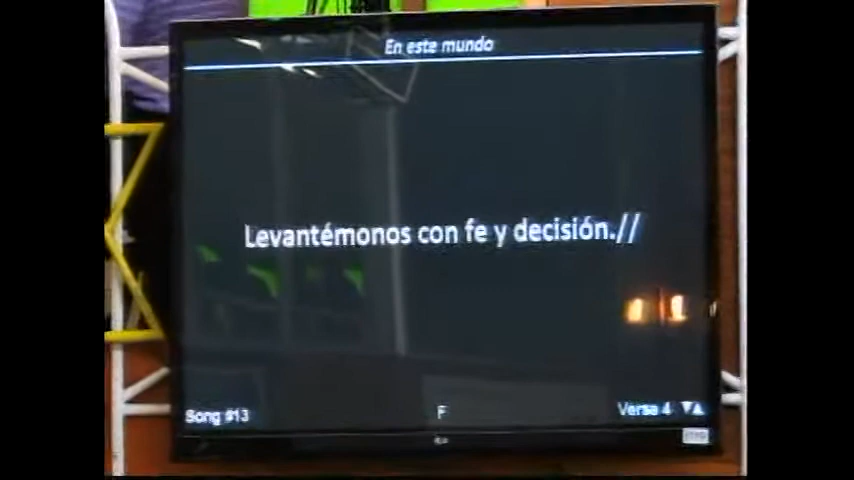 En este mundo
Levantémonos con fe y decisión.//
Song #13
F
Verse 4 ▼▲